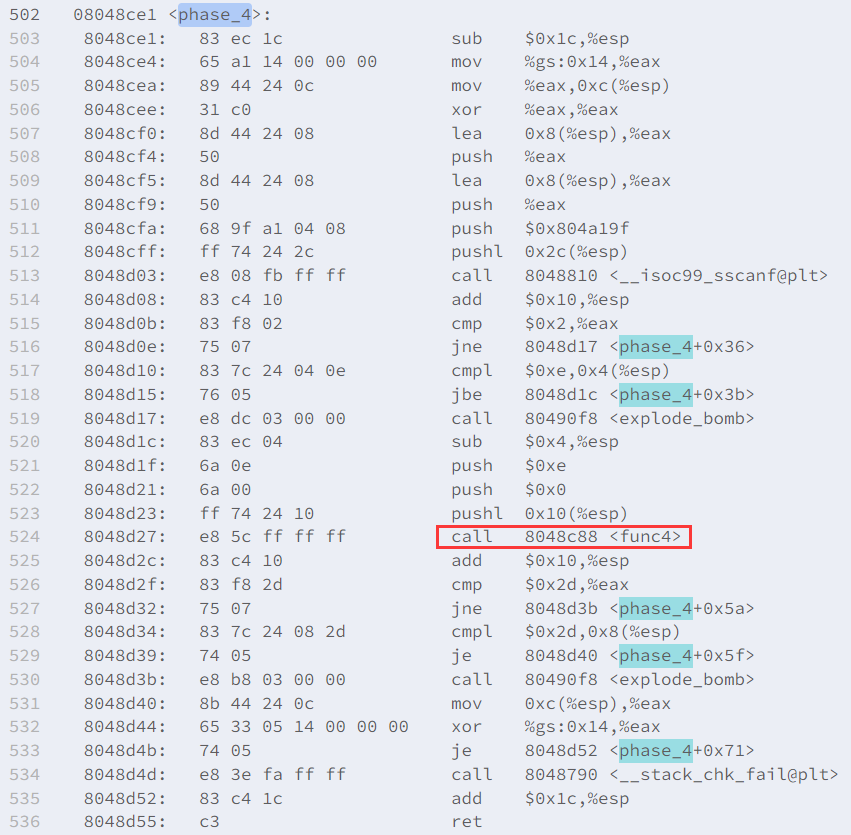 502 08048ce1 <phase_4>:
503 8048ce1: 83 ec 1c sub $0x1c,%esp
504 8048ce4: 65 a1 14 00 00 00 mov %gs:0x14,%eax
505 8048cea: 89 44 24 0c mov %eax,0xc(%esp)
506 8048cee: 31 c0 xor %eax,%eax
507 8048cf0: 8d 44 24 08 lea 0x8(%esp),%eax
508 8048cf4: 50 push %eax
509 8048cf5: 8d 44 24 08 lea 0x8(%esp),%eax
510 8048cf9: 50 push %eax
511 8048cfa: 68 9f a1 04 08 push $0x804a19f
512 8048cff: ff 74 24 2c pushl 0x2c(%esp)
513 8048d03: e8 08 fb ff ff call 8048810 <__isoc99_sscanf@plt>
514 8048d08: 83 c4 10 add $0x10,%esp
515 8048d0b: 83 f8 02 cmp $0x2,%eax
516 8048d0e: 75 07 jne 8048d17 <phase_4+0x36>
517 8048d10: 83 7c 24 04 0e cmpl $0xe,0x4(%esp)
518 8048d15: 76 05 jbe 8048d1c <phase_4+0x3b>
519 8048d17: e8 dc 03 00 00 call 80490f8 <explode_bomb>
520 8048d1c: 83 ec 04 sub $0x4,%esp
521 8048d1f: 6a 0e push $0xe
522 8048d21: 6a 00 push $0x0
523 8048d23: ff 74 24 10 pushl 0x10(%esp)
524 8048d27: e8 5c ff ff ff call 8048c88 <func4>
525 8048d2c: 83 c4 10 add $0x10,%esp
526 8048d2f: 83 f8 2d cmp $0x2d,%eax
527 8048d32: 75 07 jne 8048d3b <phase_4+0x5a>
528 8048d34: 83 7c 24 08 2d cmpl $0x2d,0x8(%esp)
529 8048d39: 74 05 je 8048d40 <phase_4+0x5f>
530 8048d3b: e8 b8 03 00 00 call 80490f8 <explode_bomb>
531 8048d40: 8b 44 24 0c mov 0xc(%esp),%eax
532 8048d44: 65 33 05 14 00 00 00 xor %gs:0x14,%eax
533 8048d4b: 74 05 je 8048d52 <phase_4+0x71>
534 8048d4d: e8 3e fa ff ff call 8048790 <__stack_chk_fail@plt>
535 8048d52: 83 c4 1c add $0x1c,%esp
536 8048d55: c3 ret